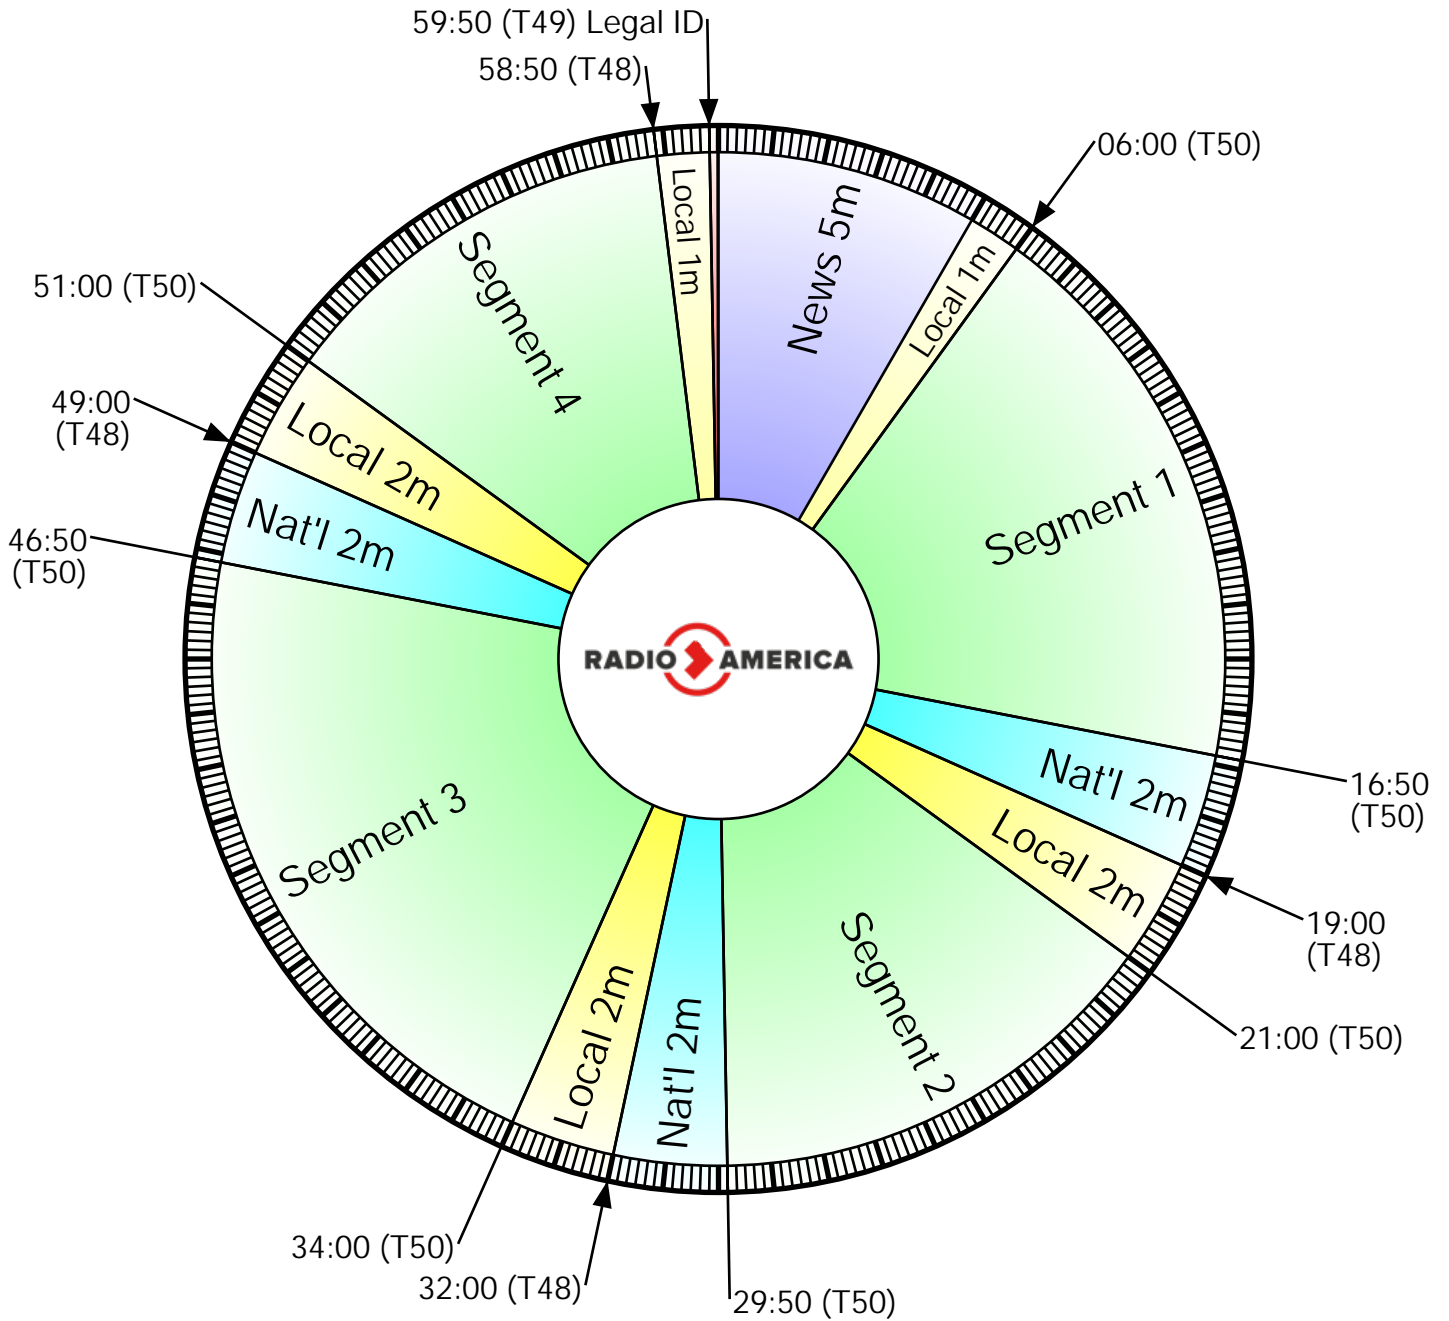 59:50 (T49) Legal ID
58:50 (T48)
06:00 (T50)
News 5m
Local 1m
Local 1m
Segment 1
Segment 4
51:00 (T50)
49:00
(T48)
Local 2m
Nat'l 2m
46:50
(T50)
RADIO AMERICA
16:50
(T50)
Nat'l 2m
Local 2m
19:00
(T48)
21:00 (T50)
Segment 2
Segment 3
Local 2m
Nat'l 2m
34:00 (T50)
32:00 (T48)
29:50 (T50)